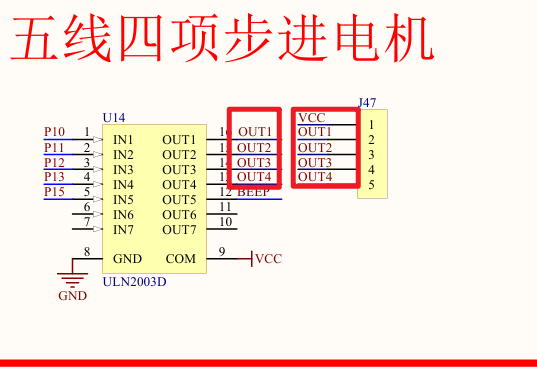 五线四项步进电机
J47
U14
VCC
P10 1 IN1 OUT1 16 OUT1 OUT1 1
P11 2 IN2 OUT2 15 OUT2 OUT2 2
P12 3 IN3 OUT3 14 OUT3 OUT3 3
P13 4 IN4 OUT4 13 OUT4 OUT4 4
P15 5 IN5 OUT5 12 BEEP 5
6 IN6 OUT6 11
7 IN7 OUT7 10
8 GND COM 9 VCC
ULN2003D
GND